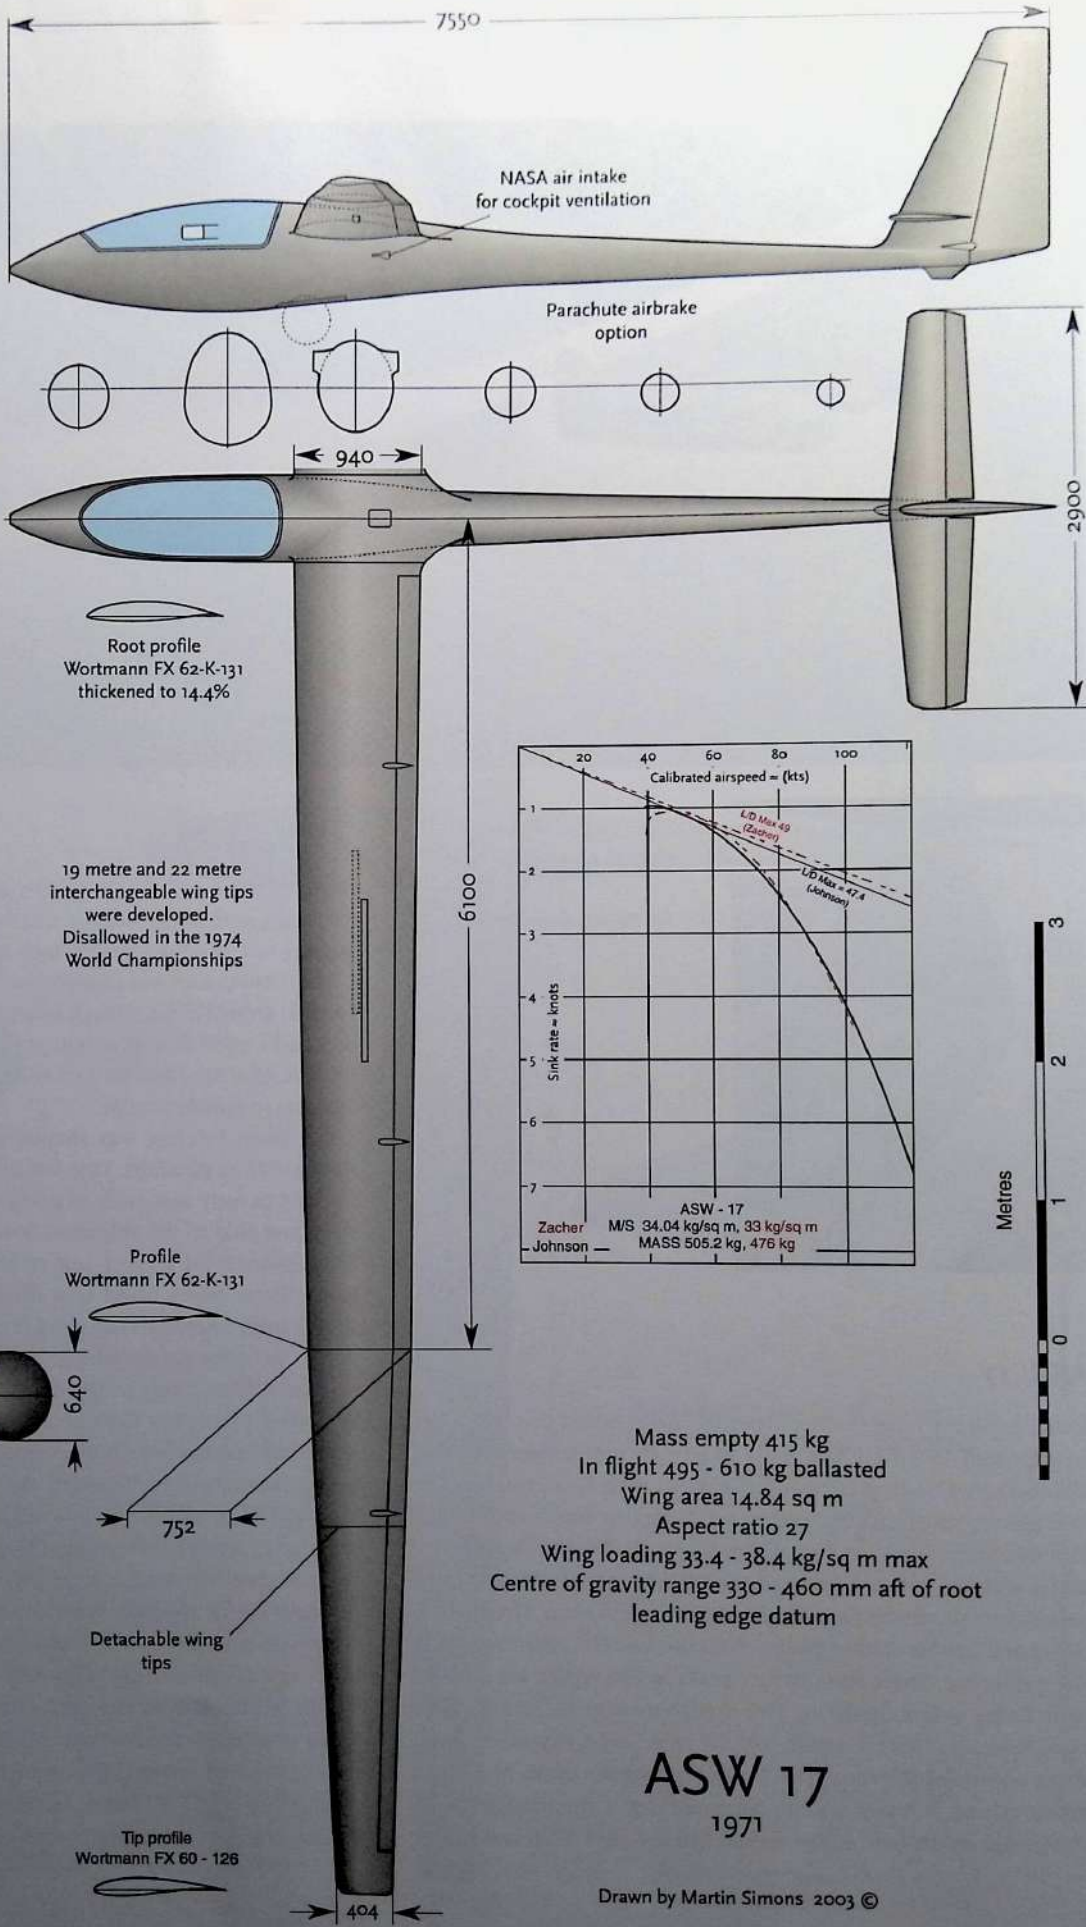 7550
NASA air intake
for cockpit ventilation
Parachute airbrake
option
940
2900
Root profile
Wortmann FX 62-K-131
thickened to 14.4%
20 40 60 80 100
Calibrated airspeed ~ (kts)
L/D Max 49
(Zacher)
L/D Max = 47.4
(Johnson)
1
2
3
4
5
6
7
Sink rate ~ knots
ASW - 17
Zacher M/S 34.04 kg/sq m, 33 kg/sq m
Johnson MASS 505.2 kg, 476 kg
19 metre and 22 metre
interchangeable wing tips
were developed.
Disallowed in the 1974
World Championships
6100
3
2
1
0
Metres
Profile
Wortmann FX 62-K-131
640
752
Mass empty 415 kg
In flight 495 - 610 kg ballasted
Wing area 14.84 sq m
Aspect ratio 27
Wing loading 33.4 - 38.4 kg/sq m max
Centre of gravity range 330 - 460 mm aft of root
leading edge datum
Detachable wing
tips
ASW 17
1971
Tip profile
Wortmann FX 60 - 126
404
Drawn by Martin Simons 2003 ©